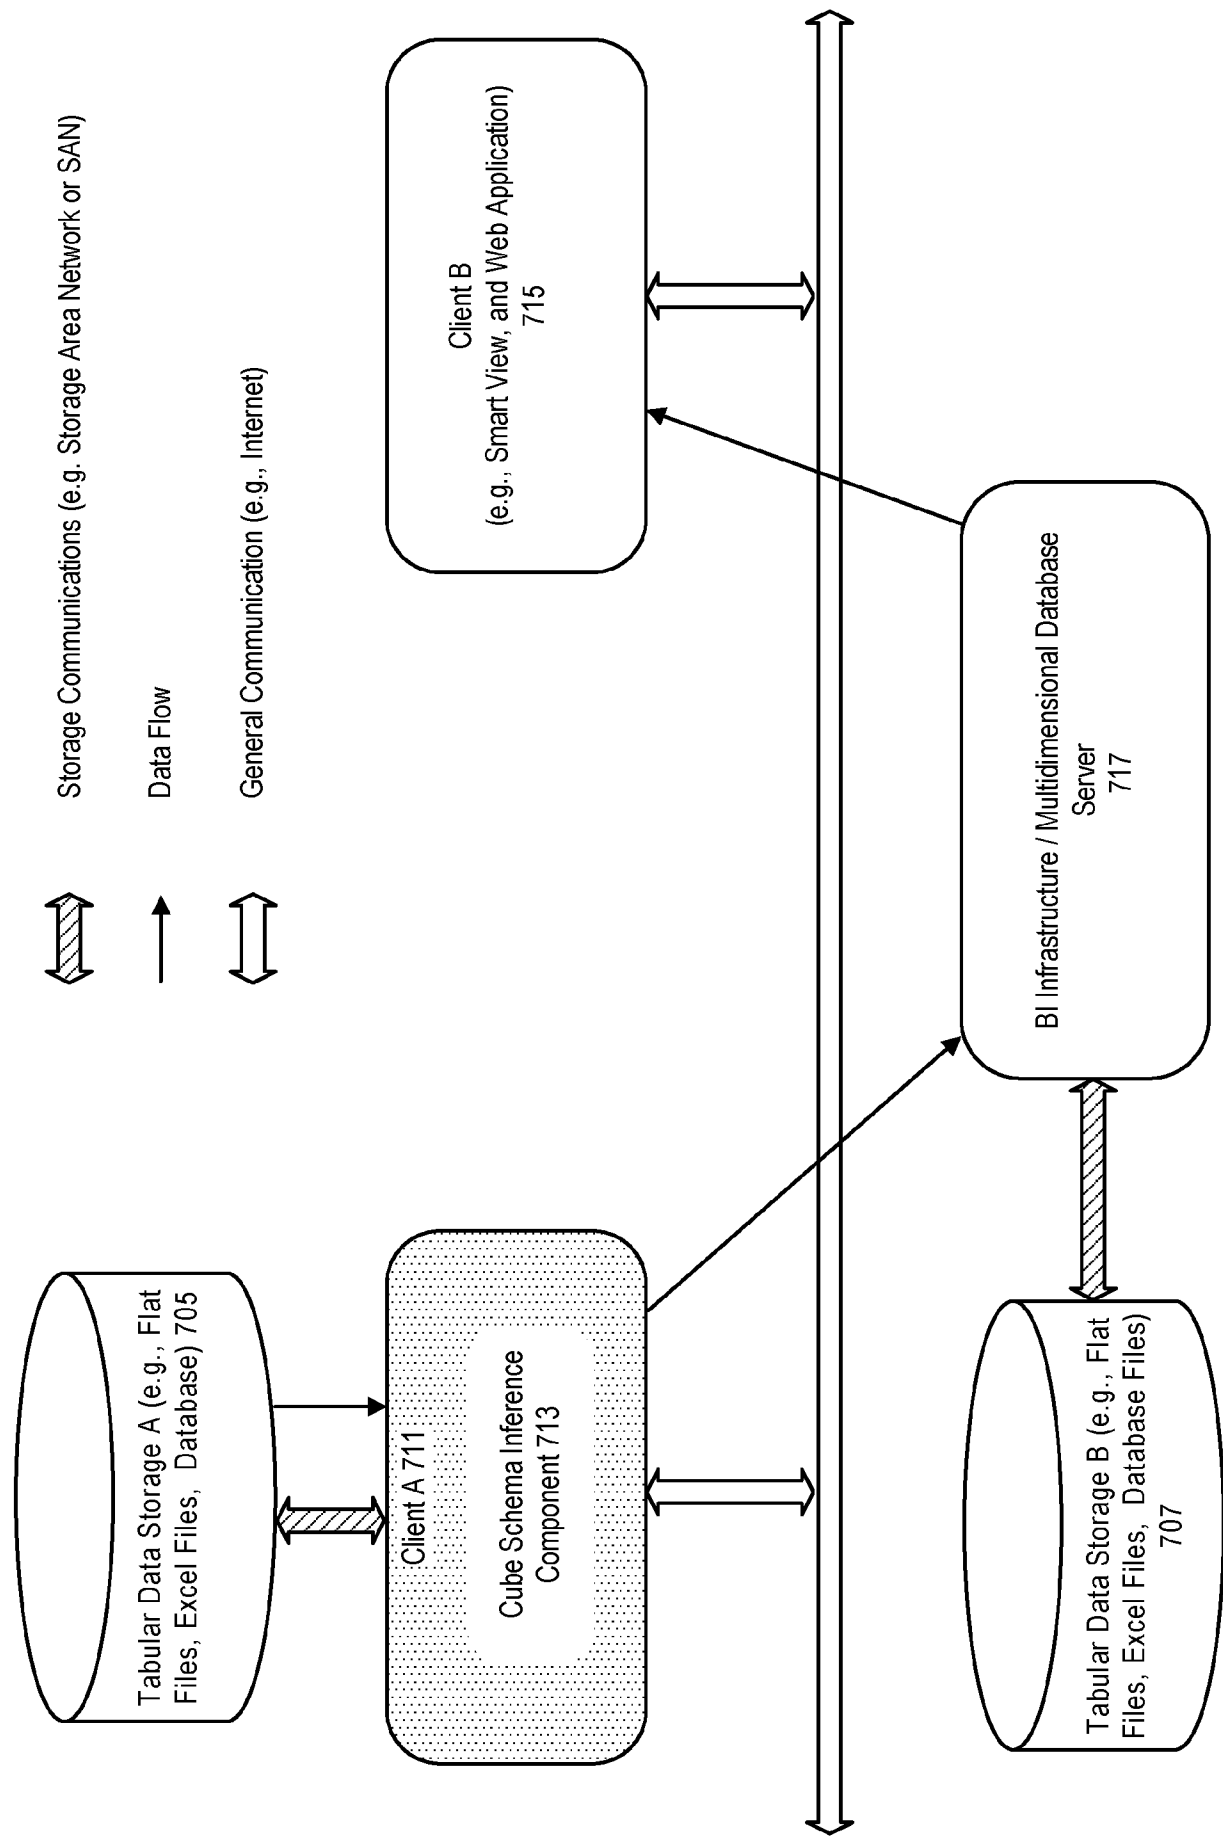 Storage Communications (e.g. Storage Area Network or SAN)
Data Flow
General Communication (e.g., Internet)
Tabular Data Storage A (e.g., Flat
Files, Excel Files, Database) 705
Client A 711
Cube Schema Inference
Component 713
Client B
(e.g., Smart View, and Web Application)
715
Tabular Data Storage B (e.g., Flat
Files, Excel Files, Database Files)
707
BI Infrastructure / Multidimensional Database
Server
717